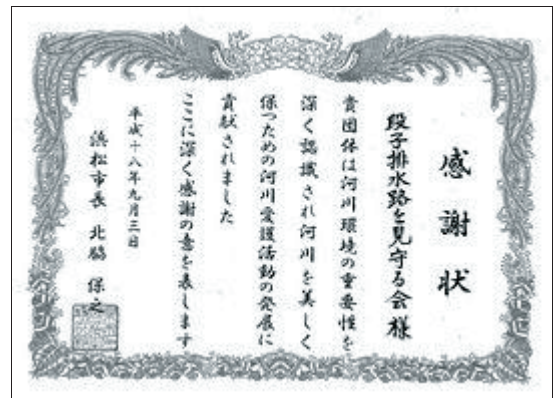 感謝状
段子排水路を見守る会様
貴団体は河川環境の重要性を
深く認識され河川を美しく
保つための河川愛護活動の発展に
貢献されました
ここに深く感謝の意を表します
平成十八年九月三日
浜松市長 北脇 保之